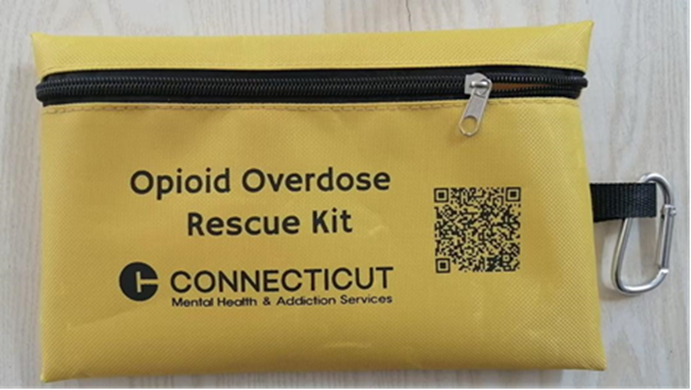 Opioid Overdose
Rescue Kit
CONNECTICUT
Mental Health & Addiction Services